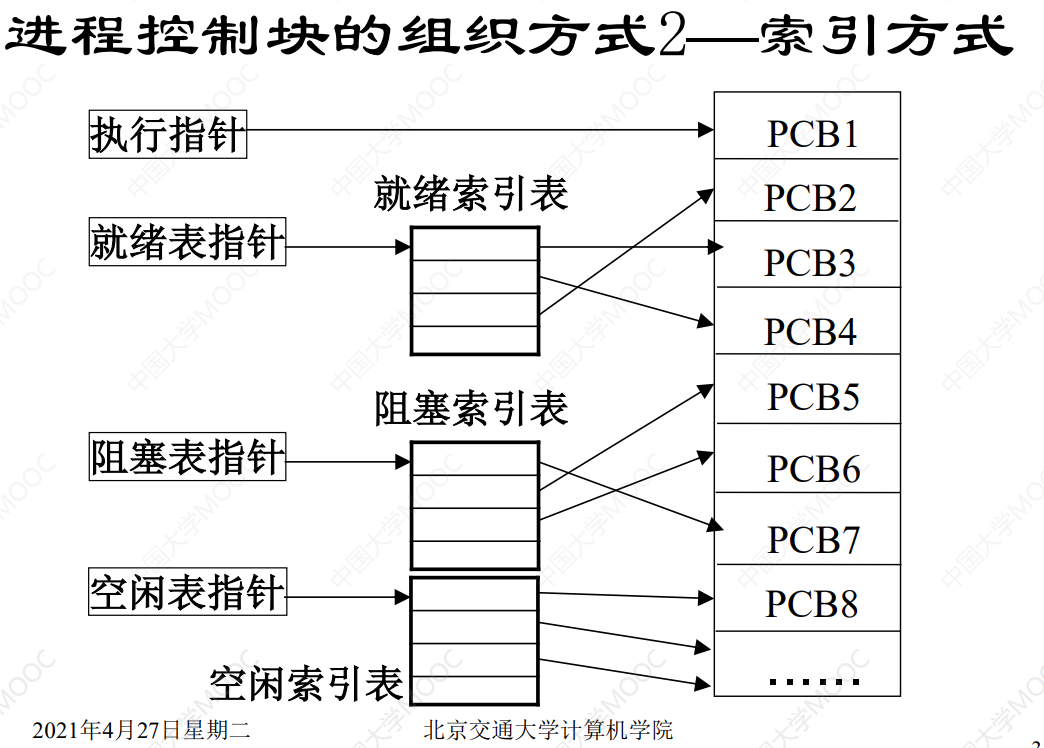 进程控制块的组织方式2—索引方式
执行指针
PCB1
就绪索引表
PCB2
就绪表指针
PCB3
PCB4
阻塞索引表
PCB5
阻塞表指针
PCB6
PCB7
空闲表指针
PCB8
空闲索引表
......
2021年4月27日星期二
北京交通大学计算机学院
中国大学MOOC